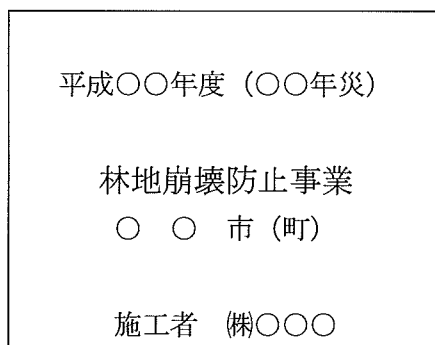 平成○○年度（○○年災）
林地崩壊防止事業
○　○　市（町）
施工者　㈱○○○